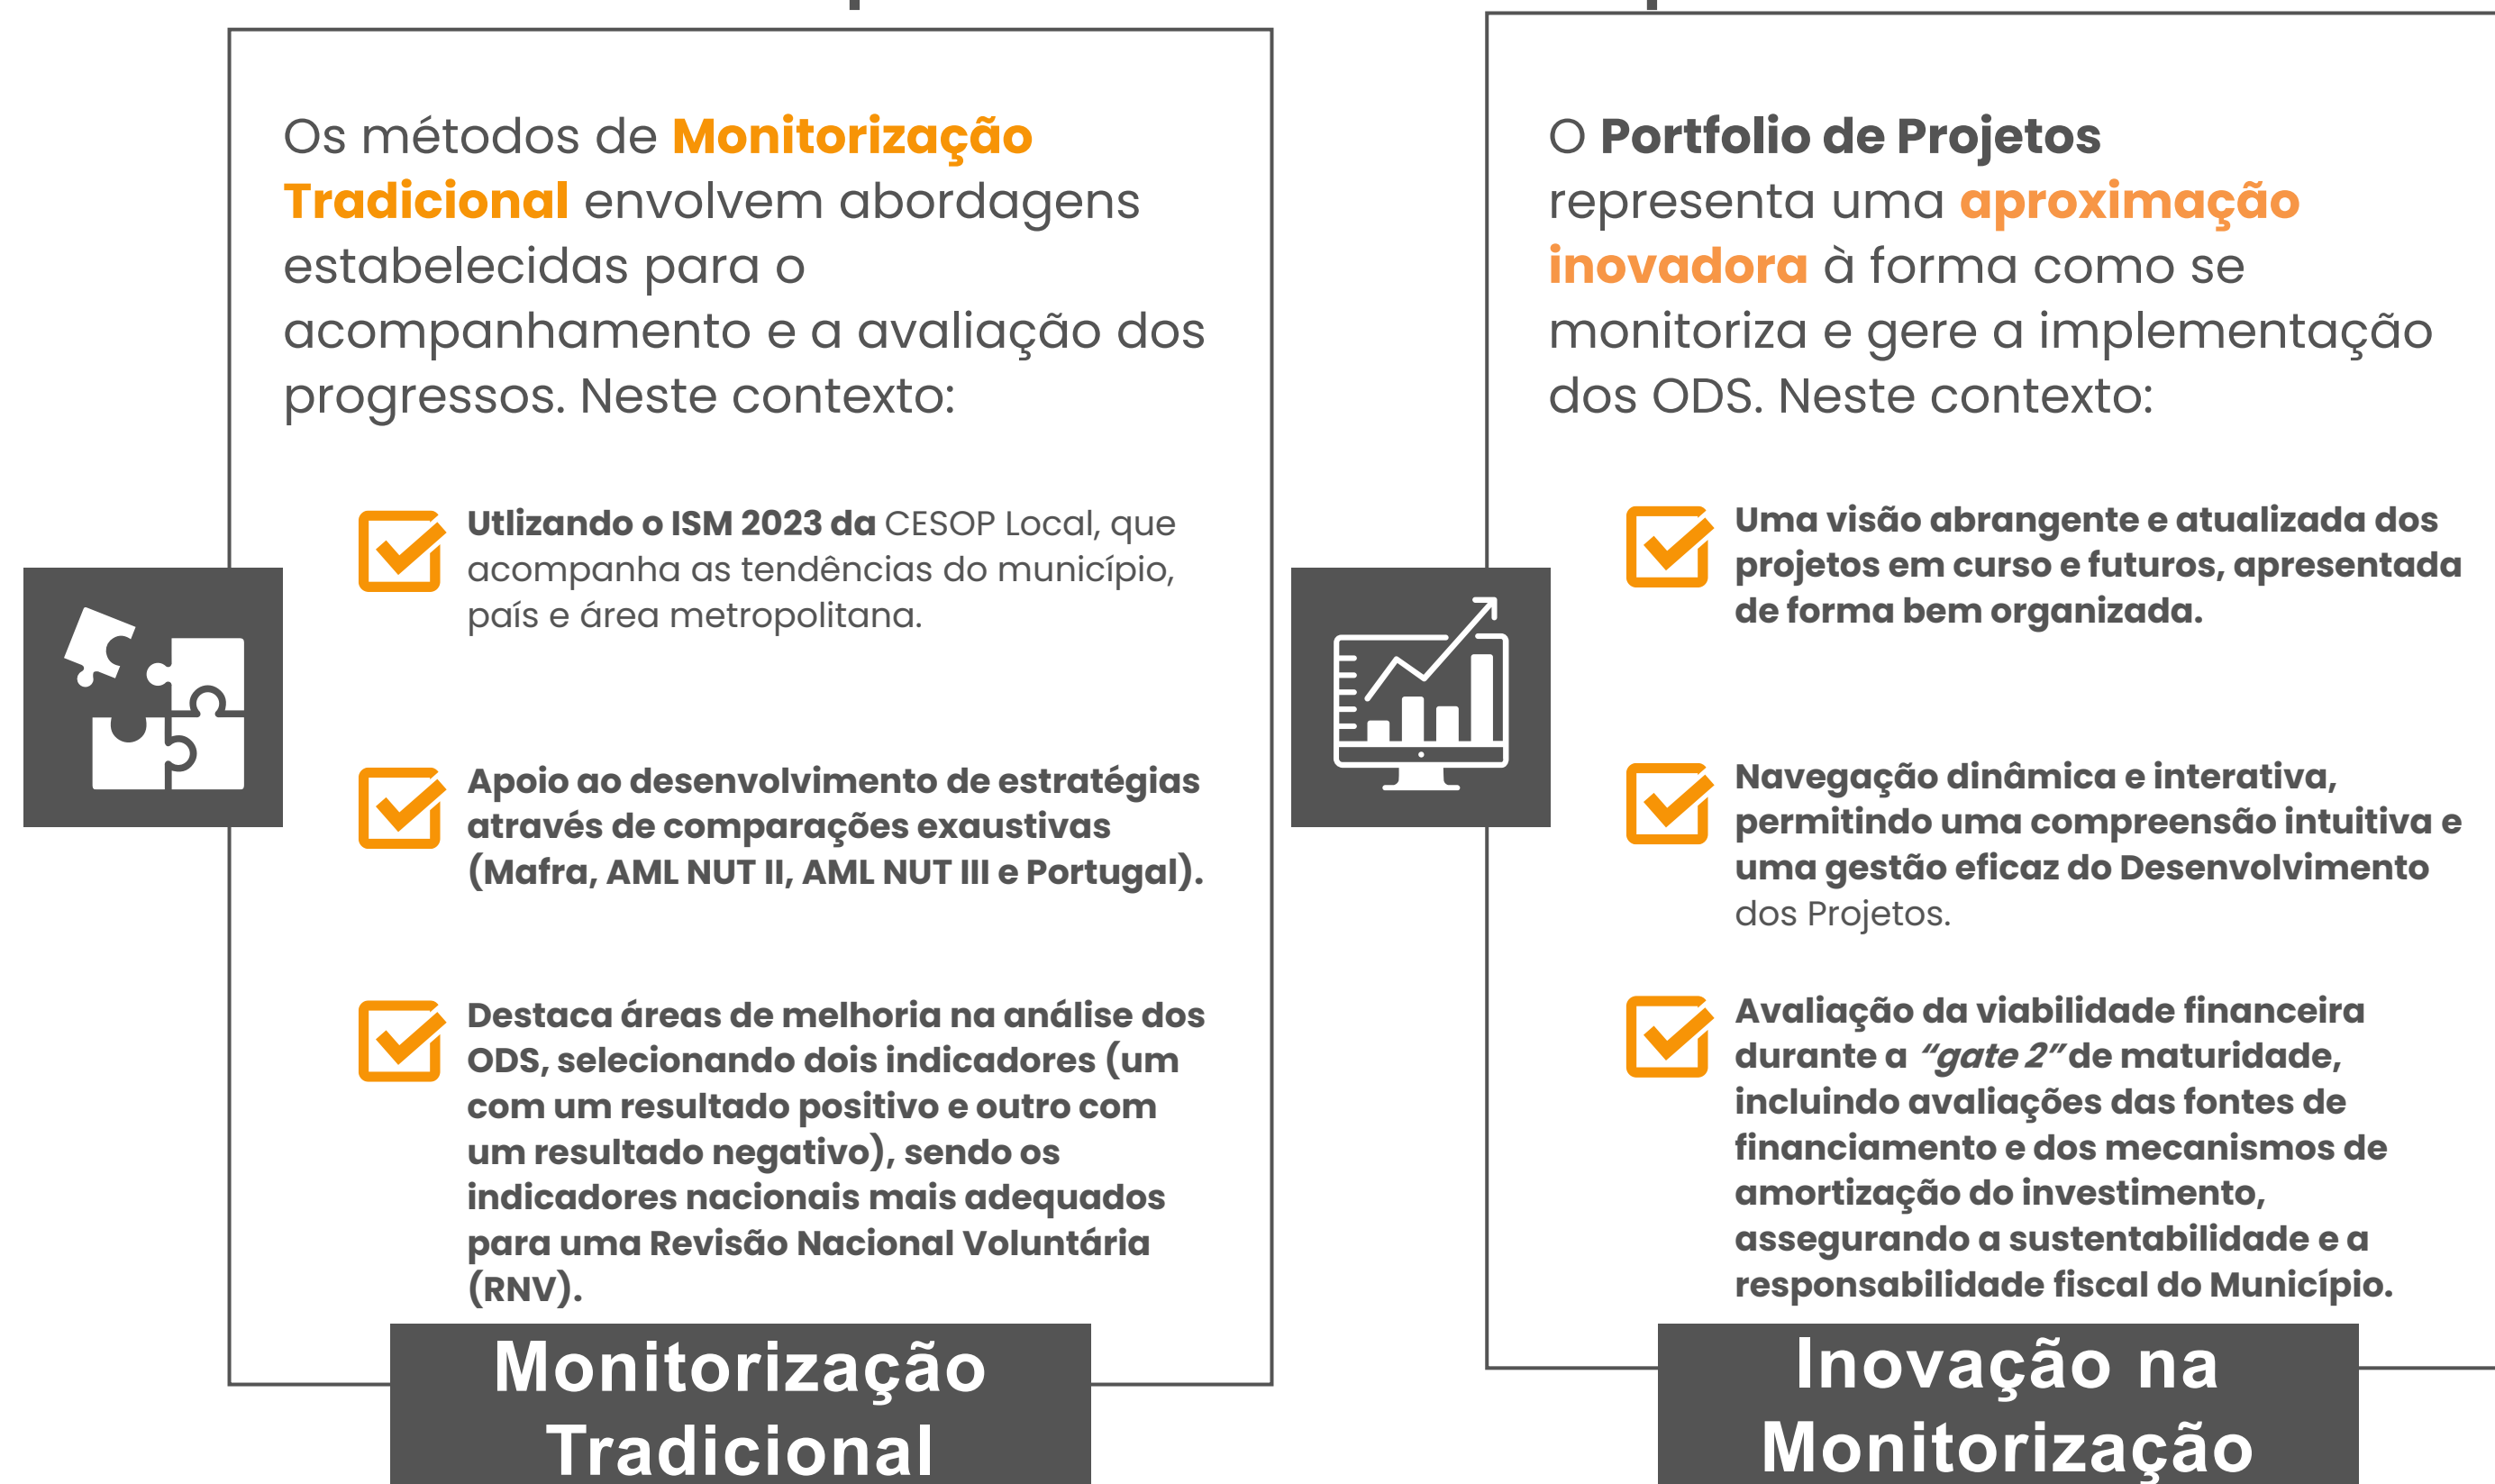 Os métodos de Monitorização
Tradicional envolvem abordagens
estabelecidas para o
acompanhamento e a avaliação dos
progressos. Neste contexto:
Utlizando o ISM 2023 da CESOP Local, que
acompanha as tendências do município,
país e área metropolitana.
Apoio ao desenvolvimento de estratégias
através de comparações exaustivas
(Mafra, AML NUT II, AML NUT III e Portugal).
Destaca áreas de melhoria na análise dos
ODS, selecionando dois indicadores (um
com um resultado positivo e outro com
um resultado negativo), sendo os
indicadores nacionais mais adequados
para uma Revisão Nacional Voluntária
(RNV).
Monitorização
Tradicional
O Portfolio de Projetos
representa uma aproximação
inovadora à forma como se
monitoriza e gere a implementação
dos ODS. Neste contexto:
Uma visão abrangente e atualizada dos
projetos em curso e futuros, apresentada
de forma bem organizada.
Navegação dinâmica e interativa,
permitindo uma compreensão intuitiva e
uma gestão eficaz do Desenvolvimento
dos Projetos.
Avaliação da viabilidade financeira
durante a “gate 2” de maturidade,
incluindo avaliações das fontes de
financiamento e dos mecanismos de
amortização do investimento,
assegurando a sustentabilidade e a
responsabilidade fiscal do Município.
Inovação na
Monitorização